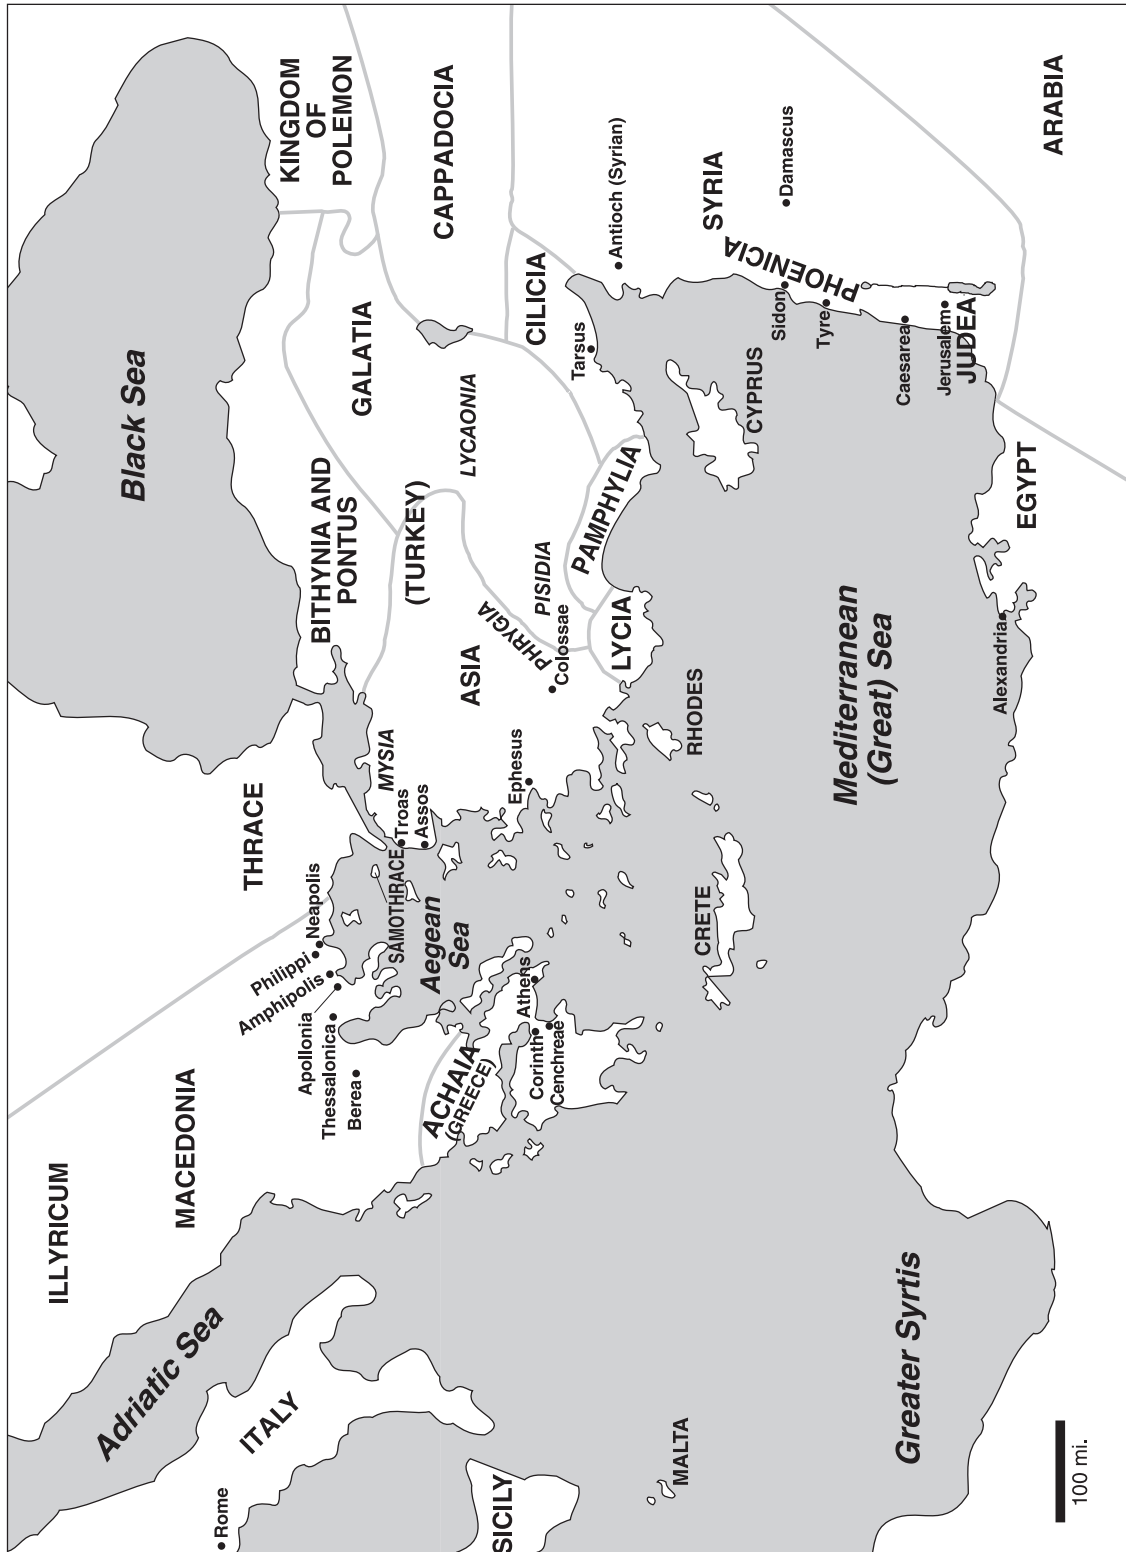 Black Sea
KINGDOM
OF
POLEMON
CAPPADOCIA
GALATIA
BITHYNIA AND
PONTUS
(TURKEY)
LYCAONIA
CILICIA
Tarsus
Antioch (Syrian)
SYRIA
Damascus
PHOENICIA
Sidon
Tyre
Caesarea
Jerusalem
JUDEA
ARABIA
EGYPT
Alexandria
CYPRUS
PAMPHYLIA
LYCIA
PISIDIA
PHRYGIA
Colossae
ASIA
MYSIA
Troas
Assos
Ephesus
RHODES
Mediterranean
(Great) Sea
THRACE
SAMOTHRACE
Aegean
Sea
CRETE
Neapolis
Philippi
Amphipolis
Apollonia
Thessalonica
Berea
Athens
Corinth
Cenchreae
ACHAIA
(GREECE)
MACEDONIA
ILLYRICUM
Adriatic Sea
ITALY
Rome
SICILY
MALTA
Greater Syrtis
100 mi.